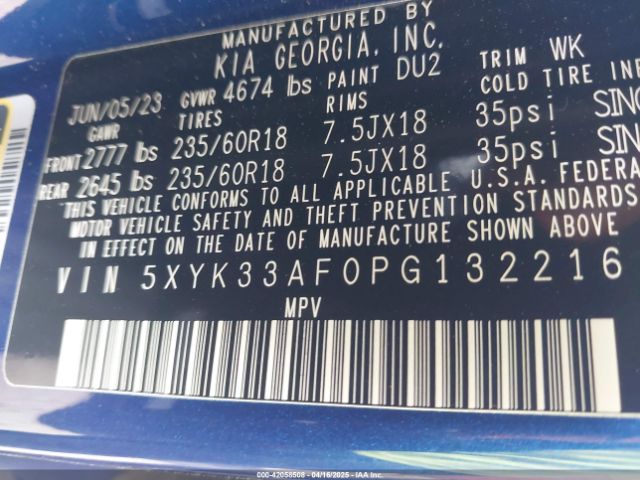 MANUFACTURED BY
KIA GEORGIA, INC.
JUN/05/23 GVWR 4674 lbs PAINT DU2 TRIM WK
GAWR TIRES RIMS COLD TIRE INF
FRONT 2777 lbs 235/60R18 7.5JX18 35psi SING
REAR 2645 lbs 235/60R18 7.5JX18 35psi SIN
THIS VEHICLE CONFORMS TO ALL APPLICABLE U.S.A. FEDERA
MOTOR VEHICLE SAFETY AND THEFT PREVENTION STANDARDS
IN EFFECT ON THE DATE OF MANUFACTURE SHOWN ABOVE
VIN 5XYK33AF0PG132216
MPV
000-42058508 - 04/16/2025 - IAA Inc.